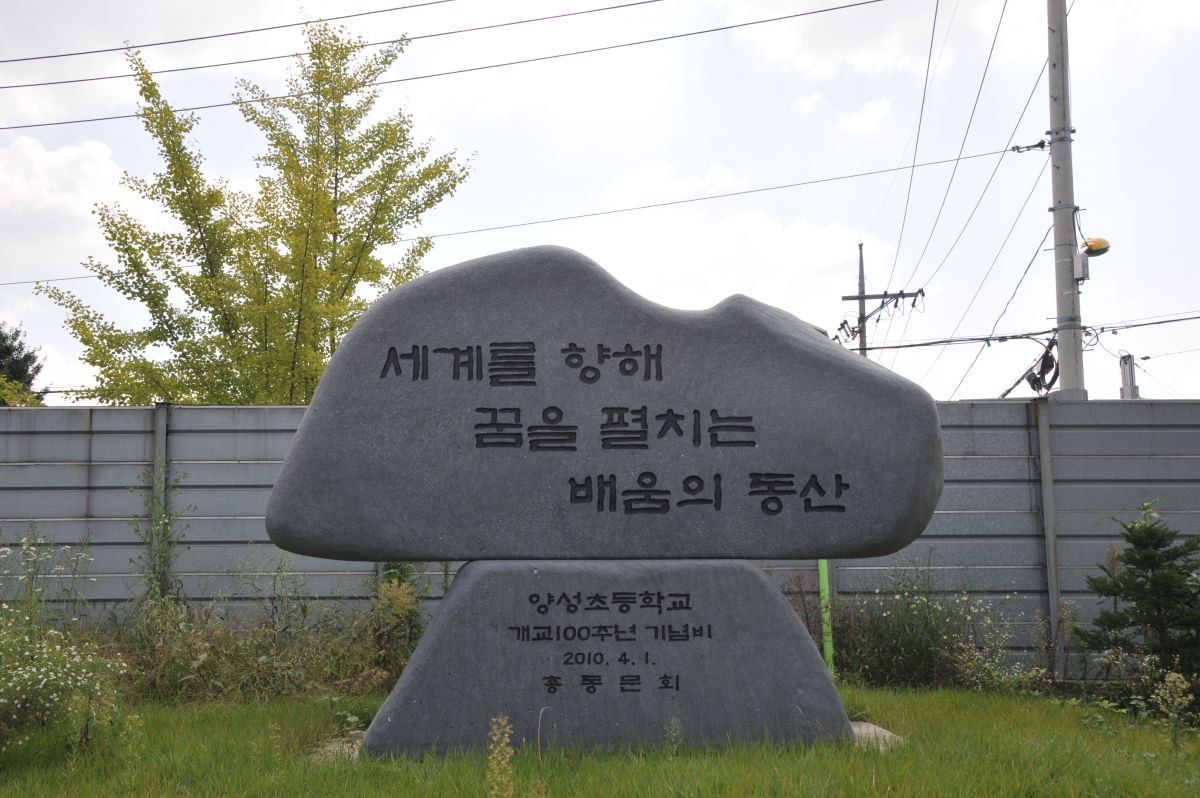 세계를 향해
꿈을 펼치는
배움의 동산
양성초등학교
개교100주년 기념비
2010. 4. 1.
총동문회